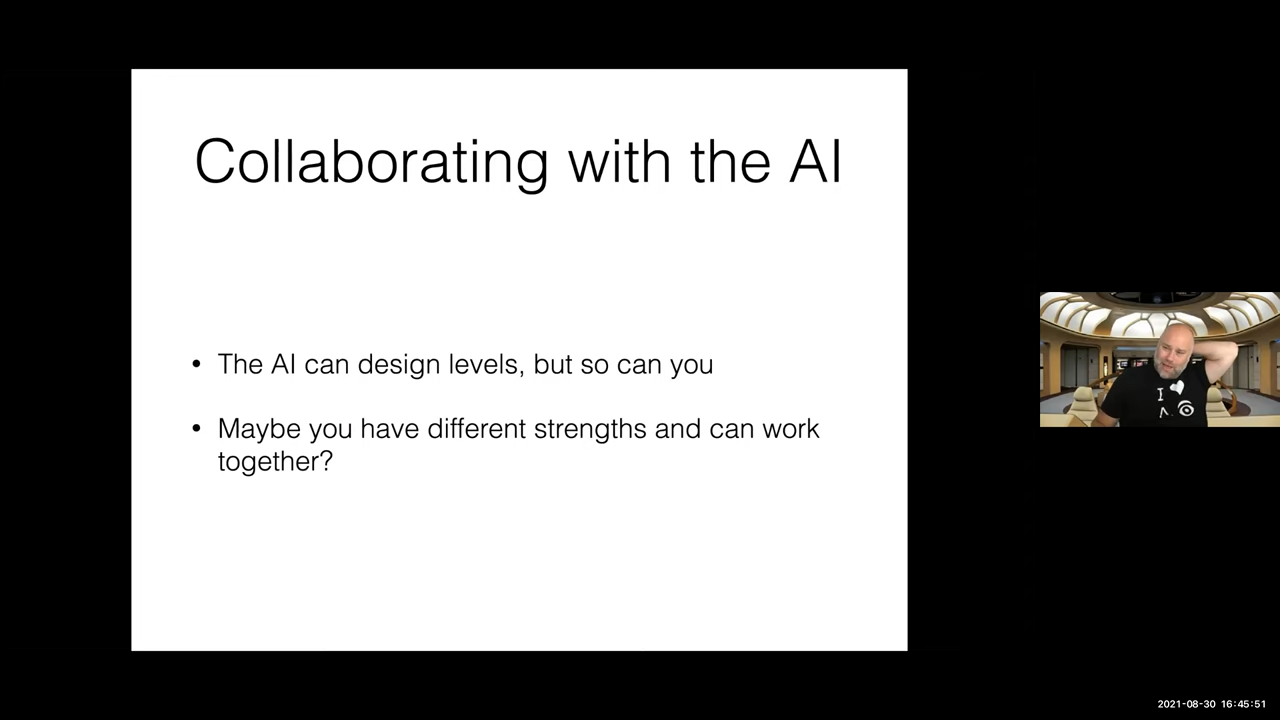 Collaborating with the AI
• The AI can design levels, but so can you
• Maybe you have different strengths and can work
together?
I
2021-08-30 16:45:51